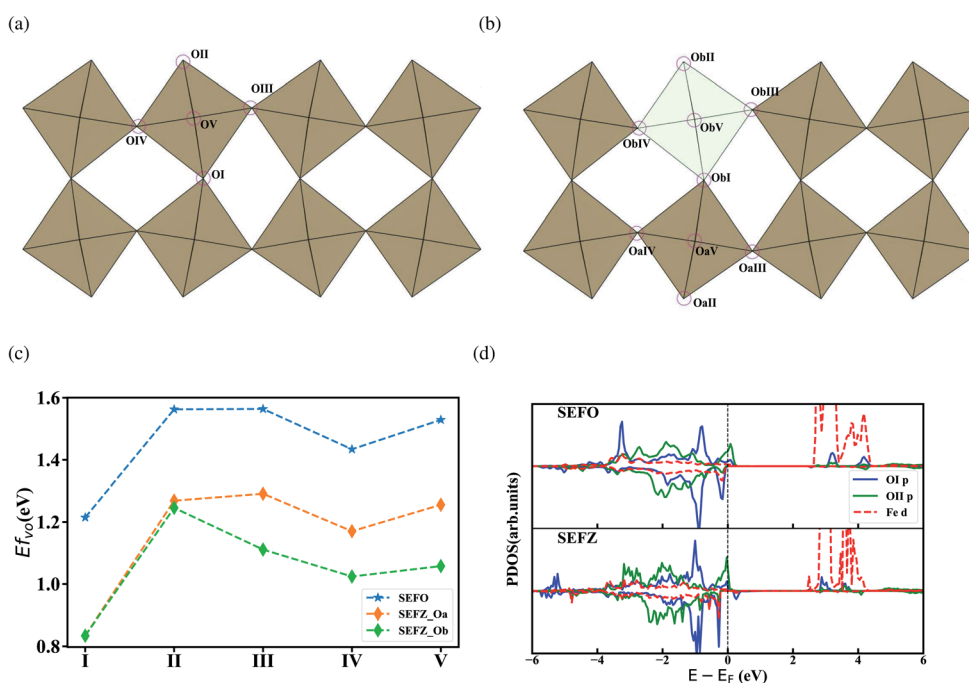 (a)
(b)
OII
OIII
OV
OIV
OI
ObII
ObIII
ObV
ObIV
ObI
OaIV
OaV
OaIII
OaII
(c)
(d)
Ef_vo(eV)
1.6
1.4
1.2
1.0
0.8
I
II
III
IV
V
SEFO
SEFZ_Oa
SEFZ_Ob
PDOS(arb.units)
SEFO
OI p
OII p
Fe d
SEFZ
−6
−4
−2
0
2
4
6
E − E_F (eV)